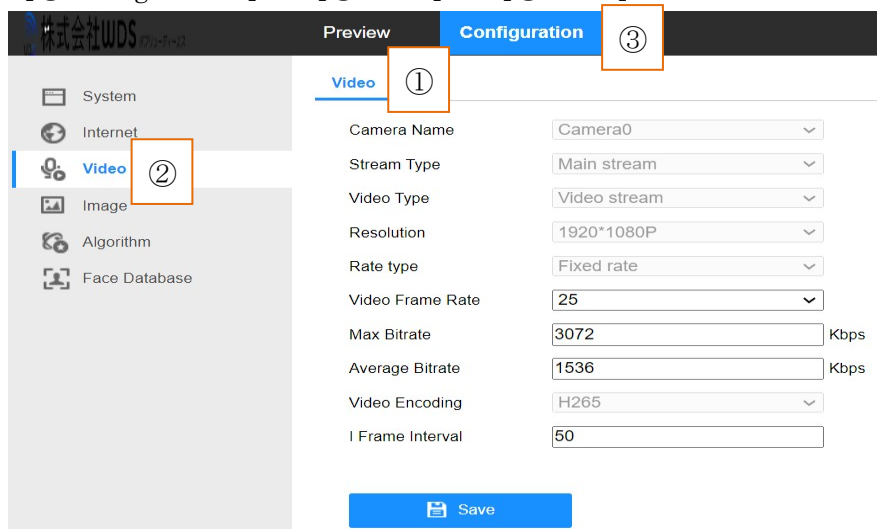 株式会社WDS
Preview
Configuration
③
Video
①
System
Internet
Video
②
Image
Algorithm
Face Database
Camera Name Camera0
Stream Type Main stream
Video Type Video stream
Resolution 1920*1080P
Rate type Fixed rate
Video Frame Rate 25
Max Bitrate 3072 Kbps
Average Bitrate 1536 Kbps
Video Encoding H265
I Frame Interval 50
Save